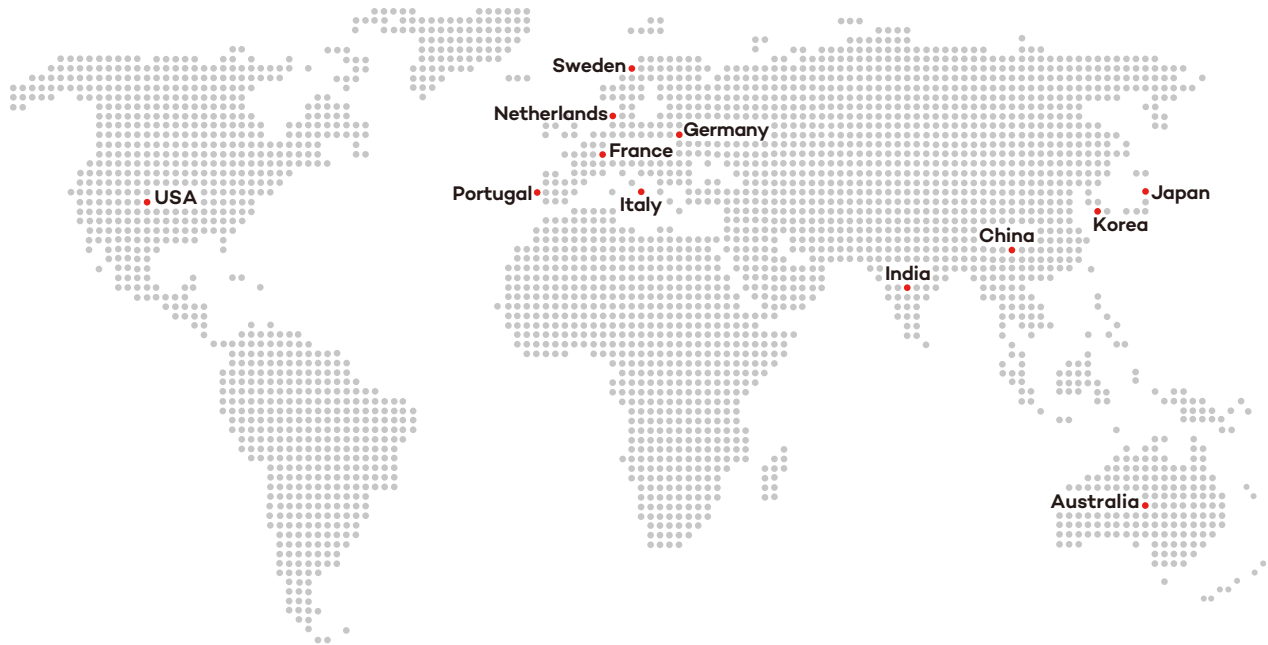 Sweden
Netherlands
Germany
France
Portugal
USA
Italy
Japan
Korea
China
India
Australia